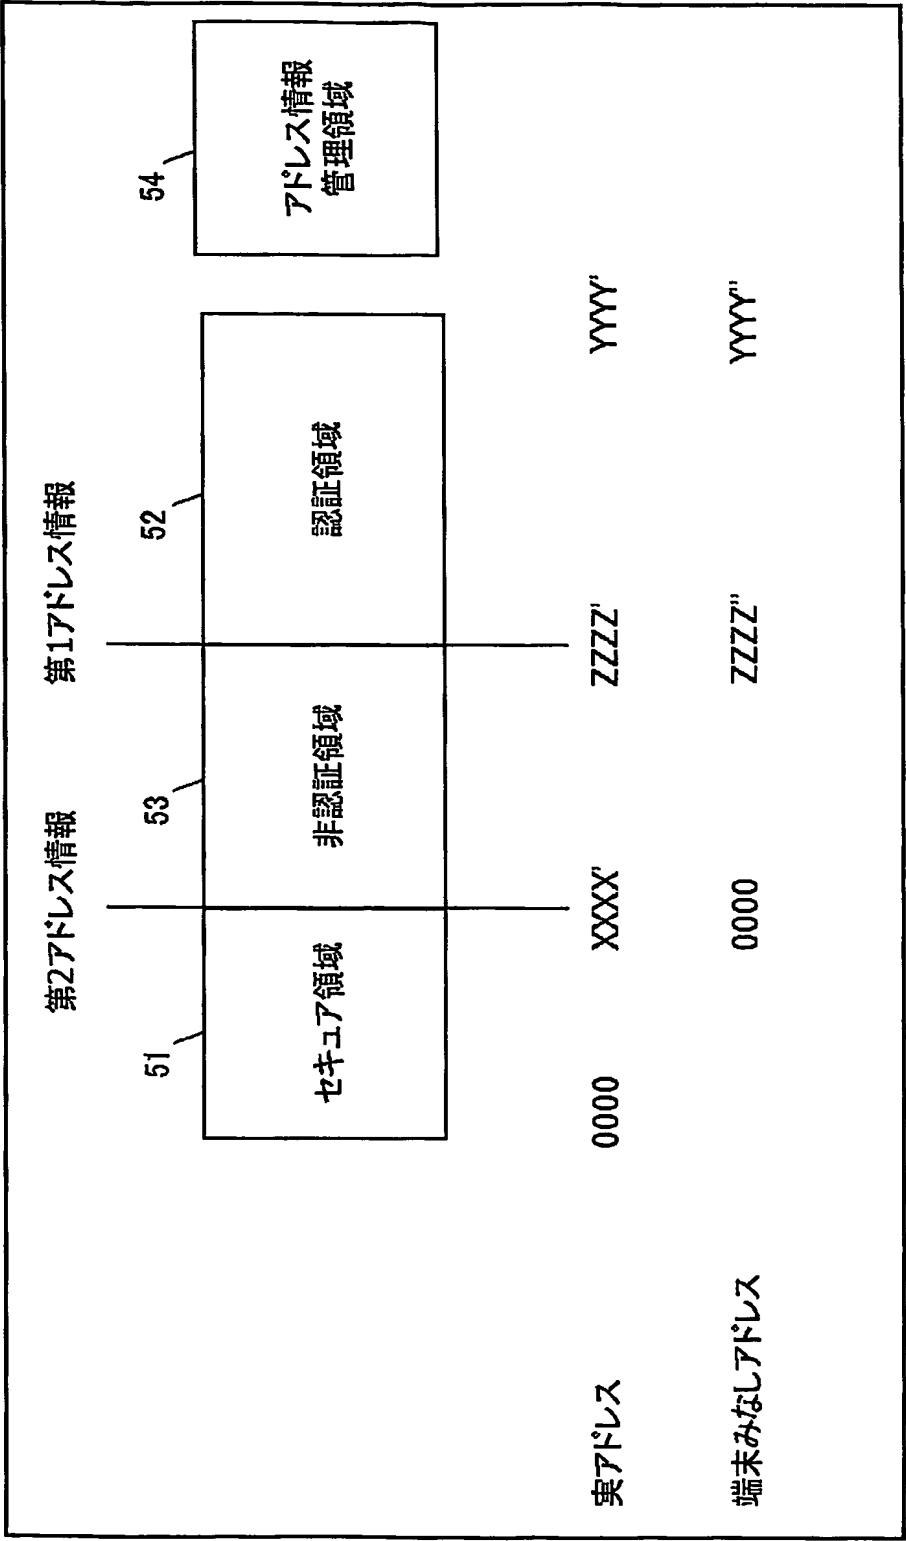 第2アドレス情報
第1アドレス情報
51
53
52
54
セキュア領域
非認証領域
認証領域
アドレス情報
管理領域
実アドレス
0000
XXXX'
ZZZZ'
YYYY'
端末みなしアドレス
0000
ZZZZ"
YYYY"